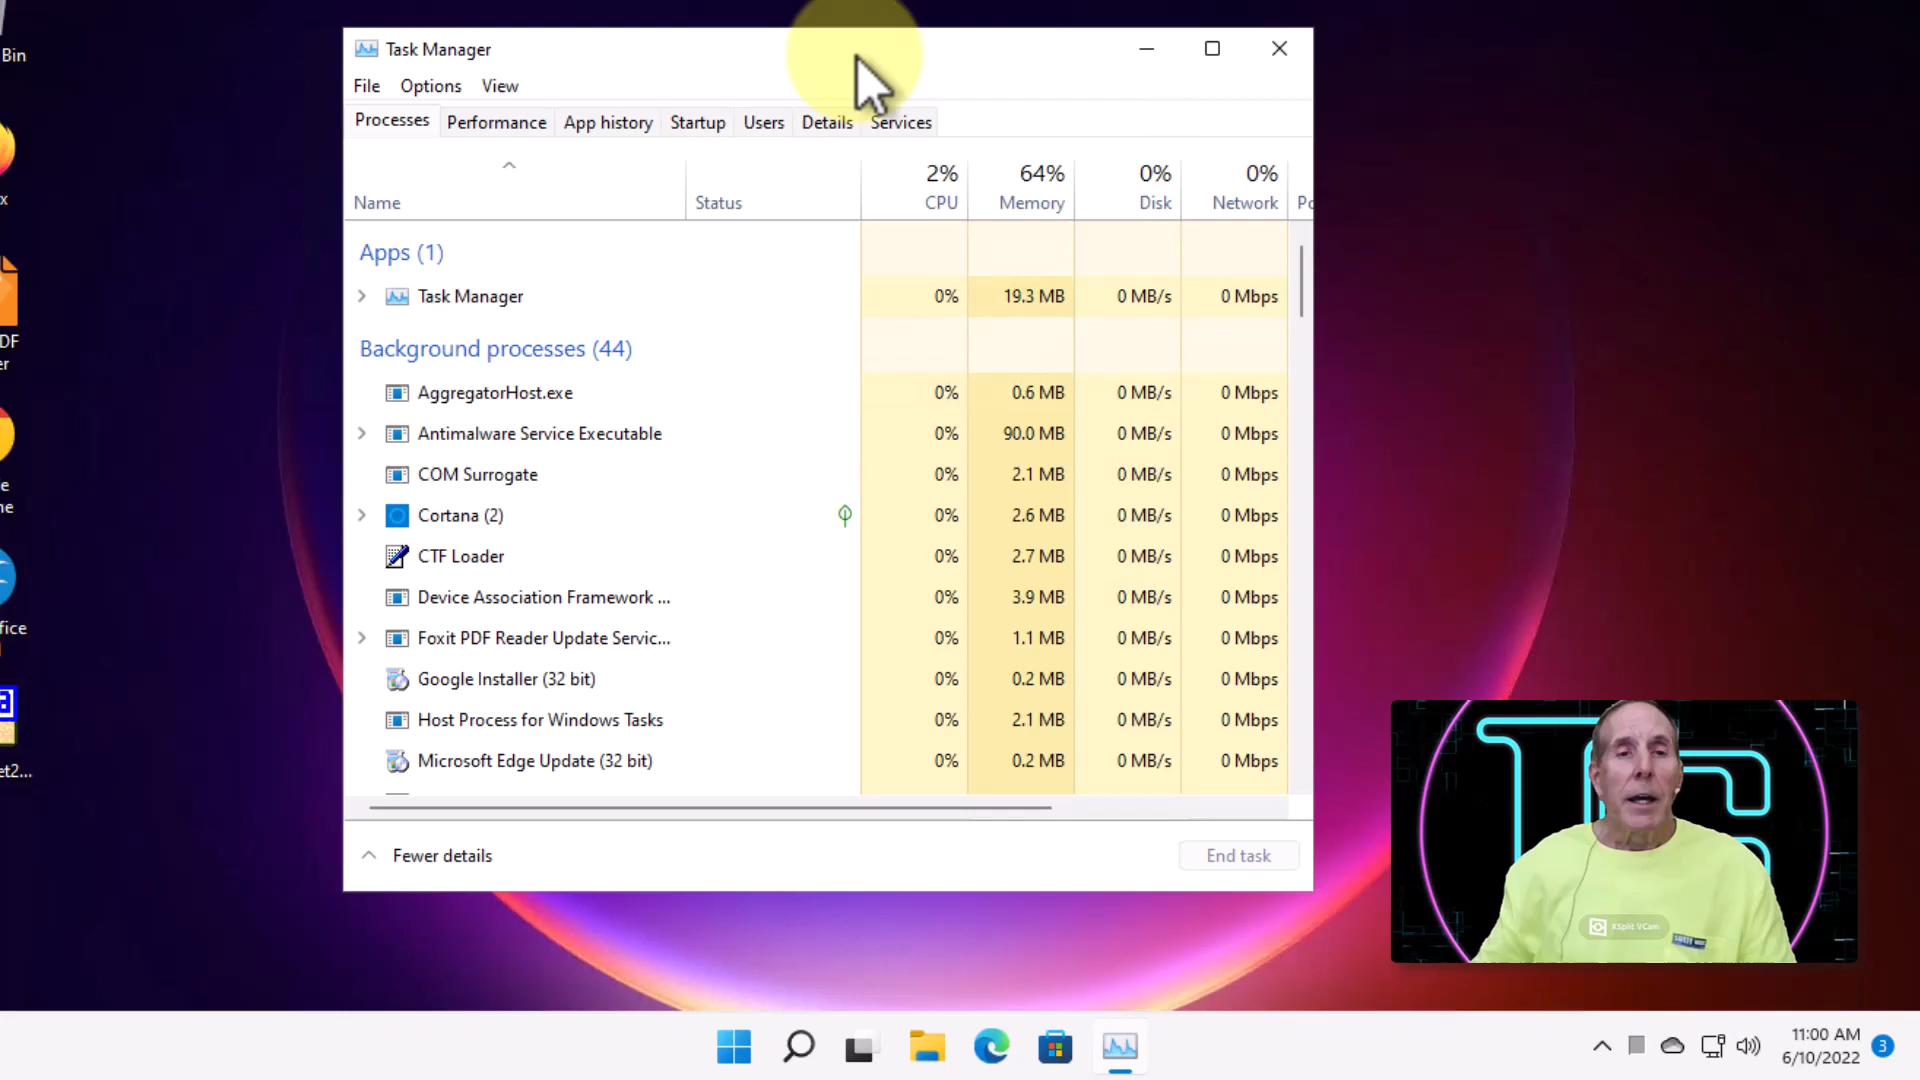 Bin
x
DF
er
e
ne
fice
et2...
Task Manager
File Options View
Processes Performance App history Startup Users Details Services
2% 64% 0% 0%
Name Status CPU Memory Disk Network Po
Apps (1)
Task Manager 0% 19.3 MB 0 MB/s 0 Mbps
Background processes (44)
AggregatorHost.exe 0% 0.6 MB 0 MB/s 0 Mbps
Antimalware Service Executable 0% 90.0 MB 0 MB/s 0 Mbps
COM Surrogate 0% 2.1 MB 0 MB/s 0 Mbps
Cortana (2) 0% 2.6 MB 0 MB/s 0 Mbps
CTF Loader 0% 2.7 MB 0 MB/s 0 Mbps
Device Association Framework ... 0% 3.9 MB 0 MB/s 0 Mbps
Foxit PDF Reader Update Servic... 0% 1.1 MB 0 MB/s 0 Mbps
Google Installer (32 bit) 0% 0.2 MB 0 MB/s 0 Mbps
Host Process for Windows Tasks 0% 2.1 MB 0 MB/s 0 Mbps
Microsoft Edge Update (32 bit) 0% 0.2 MB 0 MB/s 0 Mbps
Fewer details End task
XSplit VCam
11:00 AM
6/10/2022
3